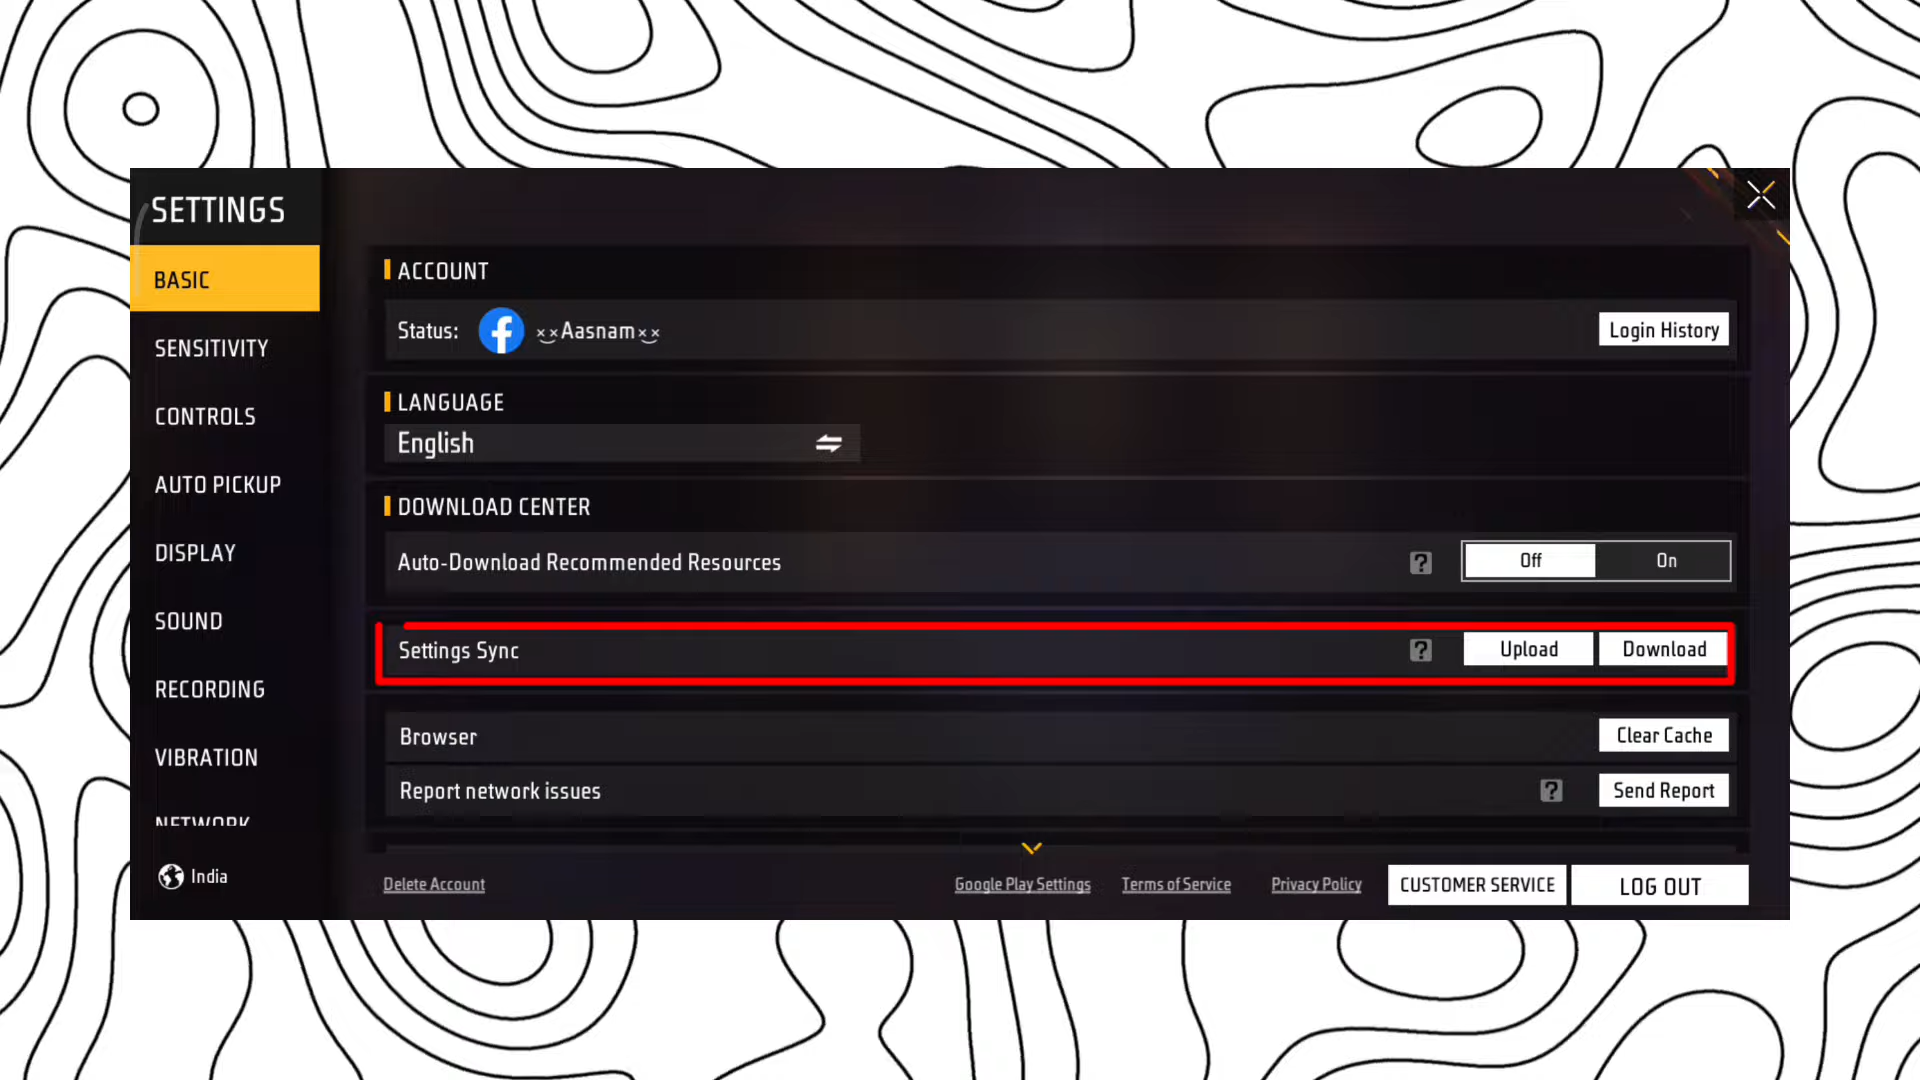 SETTINGS
BASIC
SENSITIVITY
CONTROLS
AUTO PICKUP
DISPLAY
SOUND
RECORDING
VIBRATION
NETWORK
India
ACCOUNT
Status: ××Aasnam××
Login History
LANGUAGE
English
DOWNLOAD CENTER
Auto-Download Recommended Resources ? Off On
Settings Sync ? Upload Download
Browser Clear Cache
Report network issues ? Send Report
Delete Account Google Play Settings Terms of Service Privacy Policy CUSTOMER SERVICE LOG OUT